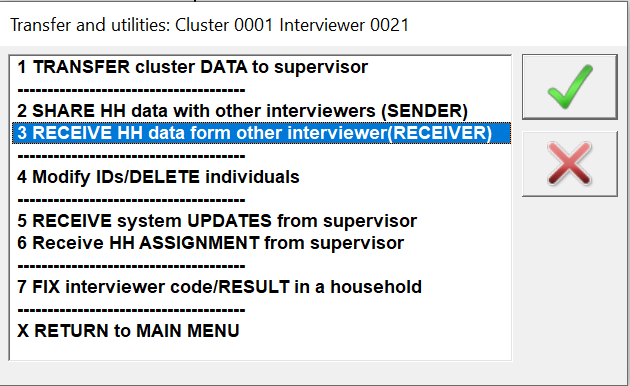 Transfer and utilities: Cluster 0001 Interviewer 0021
1 TRANSFER cluster DATA to supervisor
--------------------------------------
2 SHARE HH data with other interviewers (SENDER)
3 RECEIVE HH data form other interviewer(RECEIVER)
--------------------------------------
4 Modify IDs/DELETE individuals
--------------------------------------
5 RECEIVE system UPDATES from supervisor
6 Receive HH ASSIGNMENT from supervisor
--------------------------------------
7 FIX interviewer code/RESULT in a household
--------------------------------------
X RETURN to MAIN MENU